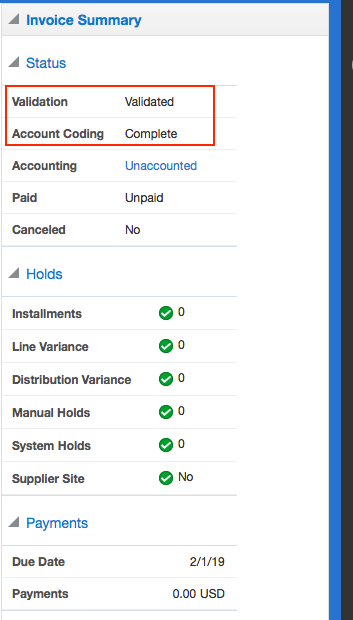 Invoice Summary
Status
Validation Validated
Account Coding Complete
Accounting Unaccounted
Paid Unpaid
Canceled No
Holds
Installments 0
Line Variance 0
Distribution Variance 0
Manual Holds 0
System Holds 0
Supplier Site No
Payments
Due Date 2/1/19
Payments 0.00 USD